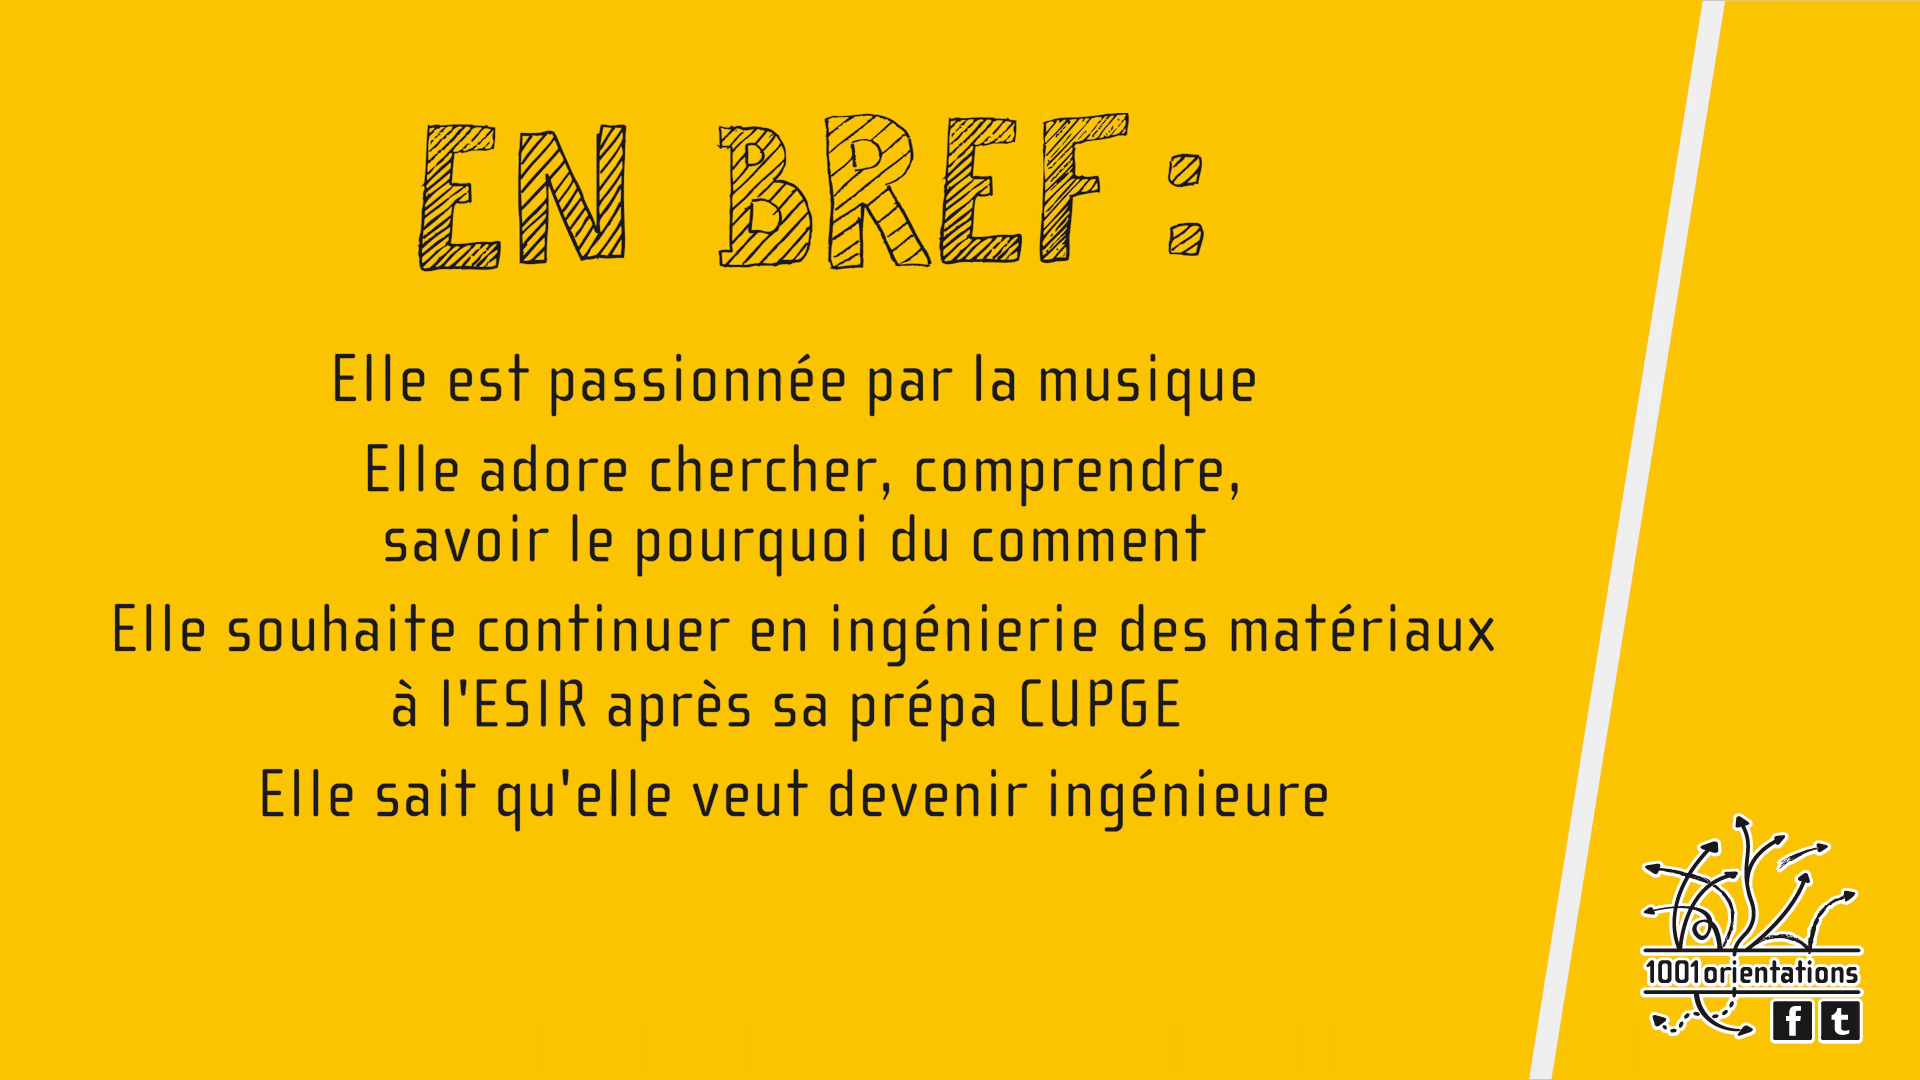 EN BREF :
Elle est passionnée par la musique
Elle adore chercher, comprendre,
savoir le pourquoi du comment
Elle souhaite continuer en ingénierie des matériaux
à l'ESIR après sa prépa CUPGE
Elle sait qu'elle veut devenir ingénieure
1001orientations
f t